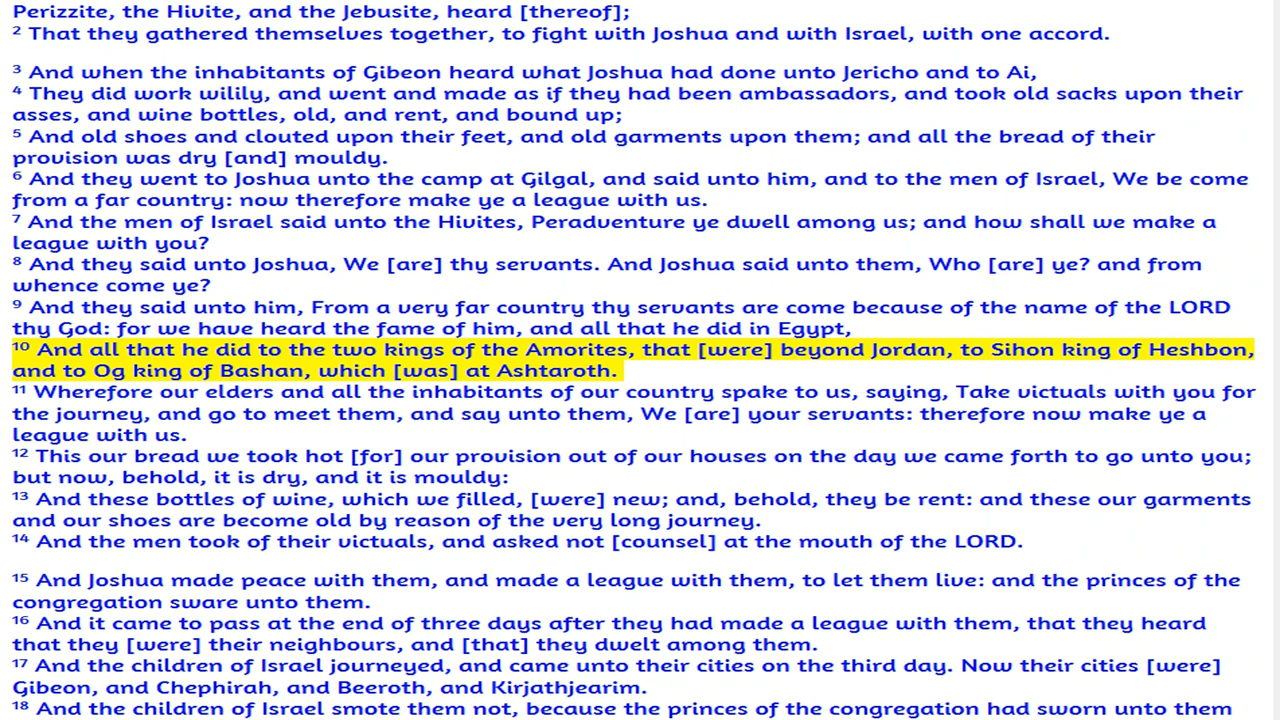 Perizzite, the Hivite, and the Jebusite, heard [thereof];
² That they gathered themselves together, to fight with Joshua and with Israel, with one accord.
³ And when the inhabitants of Gibeon heard what Joshua had done unto Jericho and to Ai,
⁴ They did work wilily, and went and made as if they had been ambassadors, and took old sacks upon their
asses, and wine bottles, old, and rent, and bound up;
⁵ And old shoes and clouted upon their feet, and old garments upon them; and all the bread of their
provision was dry [and] mouldy.
⁶ And they went to Joshua unto the camp at Gilgal, and said unto him, and to the men of Israel, We be come
from a far country: now therefore make ye a league with us.
⁷ And the men of Israel said unto the Hivites, Peradventure ye dwell among us; and how shall we make a
league with you?
⁸ And they said unto Joshua, We [are] thy servants. And Joshua said unto them, Who [are] ye? and from
whence come ye?
⁹ And they said unto him, From a very far country thy servants are come because of the name of the LORD
thy God: for we have heard the fame of him, and all that he did in Egypt,
¹⁰ And all that he did to the two kings of the Amorites, that [were] beyond Jordan, to Sihon king of Heshbon,
and to Og king of Bashan, which [was] at Ashtaroth.
¹¹ Wherefore our elders and all the inhabitants of our country spake to us, saying, Take victuals with you for
the journey, and go to meet them, and say unto them, We [are] your servants: therefore now make ye a
league with us.
¹² This our bread we took hot [for] our provision out of our houses on the day we came forth to go unto you;
but now, behold, it is dry, and it is mouldy:
¹³ And these bottles of wine, which we filled, [were] new; and, behold, they be rent: and these our garments
and our shoes are become old by reason of the very long journey.
¹⁴ And the men took of their victuals, and asked not [counsel] at the mouth of the LORD.
¹⁵ And Joshua made peace with them, and made a league with them, to let them live: and the princes of the
congregation sware unto them.
¹⁶ And it came to pass at the end of three days after they had made a league with them, that they heard
that they [were] their neighbours, and [that] they dwelt among them.
¹⁷ And the children of Israel journeyed, and came unto their cities on the third day. Now their cities [were]
Gibeon, and Chephirah, and Beeroth, and Kirjathjearim.
¹⁸ And the children of Israel smote them not, because the princes of the congregation had sworn unto them